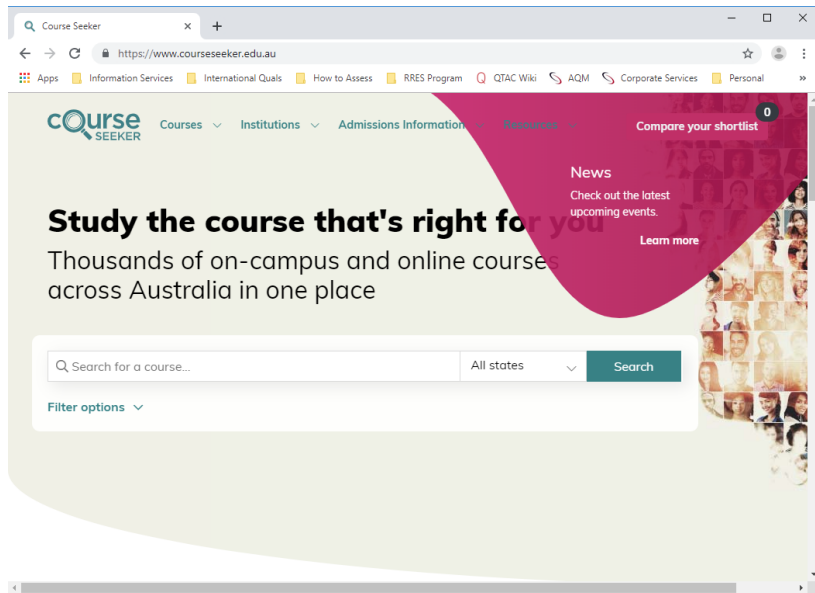 Course Seeker
https://www.courseseeker.edu.au
Apps Information Services International Quals How to Assess RRES Program QTAC Wiki AQM Corporate Services Personal »
COurse SEEKER
Courses Institutions Admissions Information Resources Compare your shortlist 0
News
Check out the latest
upcoming events.
Learn more
Study the course that's right for you
Thousands of on-campus and online courses
across Australia in one place
Search for a course... All states Search
Filter options